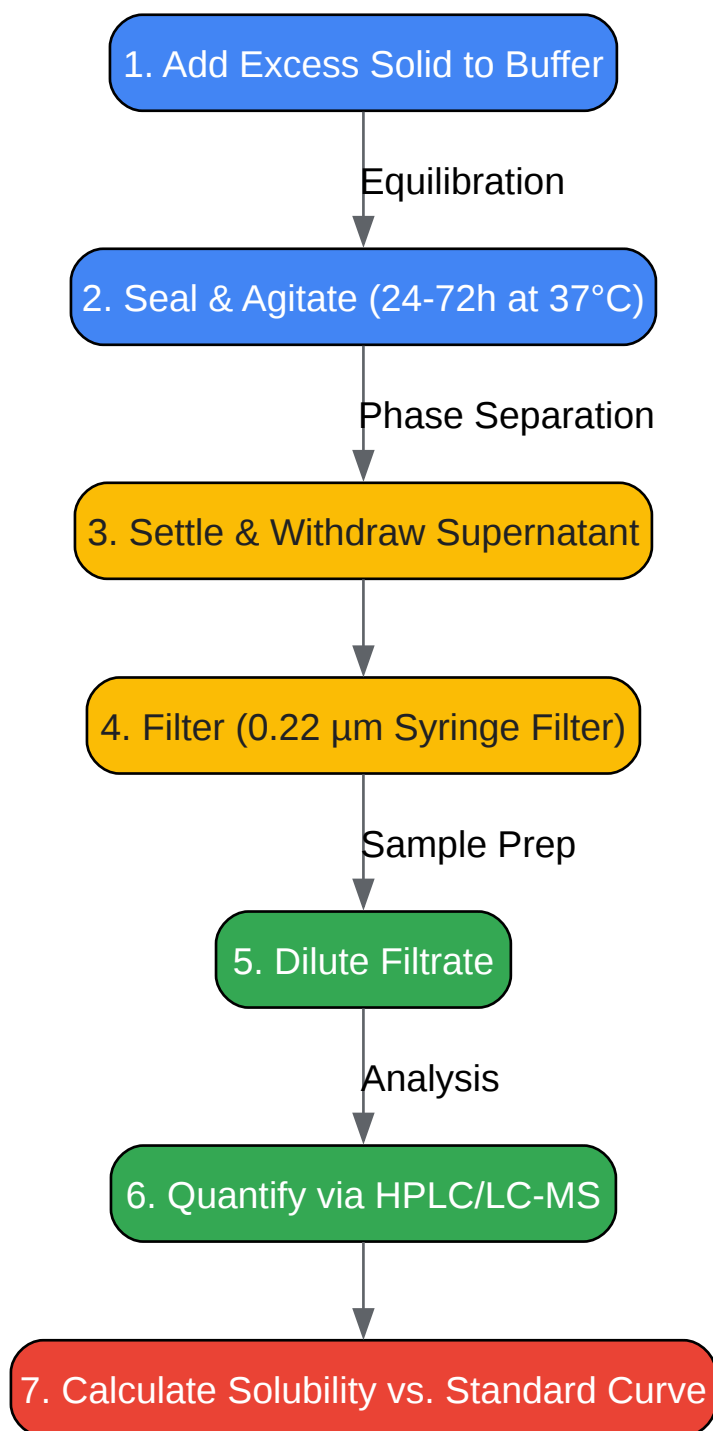 1. Add Excess Solid to Buffer
Equilibration
2. Seal & Agitate (24-72h at 37°C)
Phase Separation
3. Settle & Withdraw Supernatant
4. Filter (0.22 µm Syringe Filter)
Sample Prep
5. Dilute Filtrate
Analysis
6. Quantify via HPLC/LC-MS
7. Calculate Solubility vs. Standard Curve